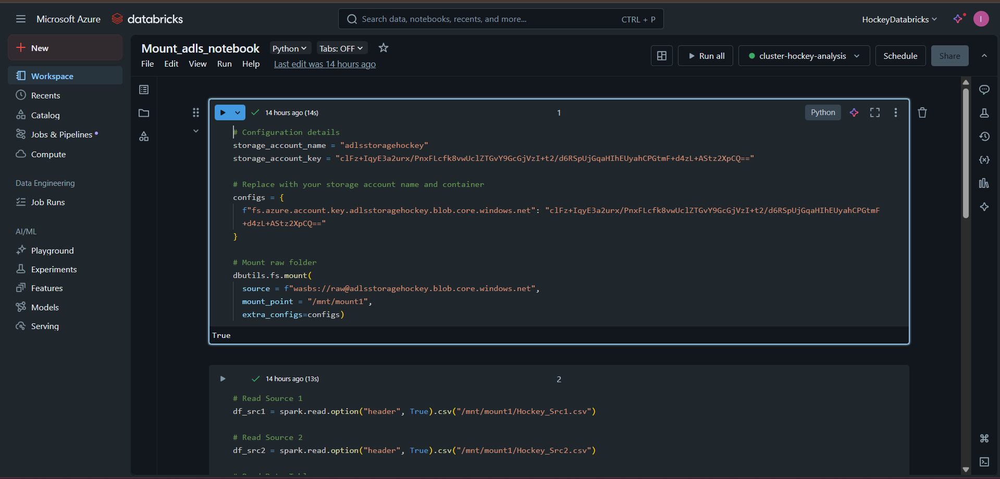 Microsoft Azure
databricks
Search data, notebooks, recents, and more...
CTRL + P
HockeyDatabricks
I
New
Workspace
Recents
Catalog
Jobs & Pipelines
Compute
Data Engineering
Job Runs
AI/ML
Playground
Experiments
Features
Models
Serving
Mount_adls_notebook
Python
Tabs: OFF
File Edit View Run Help
Last edit was 14 hours ago
Run all
cluster-hockey-analysis
Schedule
Share
14 hours ago (14s)
1
Python
# Configuration details
storage_account_name = "adlsstoragehockey"
storage_account_key = "clFz+IqyE3a2urx/PnxFLcfk8vwUclZTGvY9GcGjVzI+t2/d6RSpUjGqaHIhEUyahCPGtmF+d4zL+AStz2XpCQ=="
# Replace with your storage account name and container
configs = {
f"fs.azure.account.key.adlsstoragehockey.blob.core.windows.net": "clFz+IqyE3a2urx/PnxFLcfk8vwUclZTGvY9GcGjVzI+t2/d6RSpUjGqaHIhEUyahCPGtmF
+d4zL+AStz2XpCQ=="
}
# Mount raw folder
dbutils.fs.mount(
source = f"wasbs://raw@adlsstoragehockey.blob.core.windows.net",
mount_point = "/mnt/mount1",
extra_configs=configs)
True
14 hours ago (13s)
2
# Read Source 1
df_src1 = spark.read.option("header", True).csv("/mnt/mount1/Hockey_Src1.csv")
# Read Source 2
df_src2 = spark.read.option("header", True).csv("/mnt/mount1/Hockey_Src2.csv")